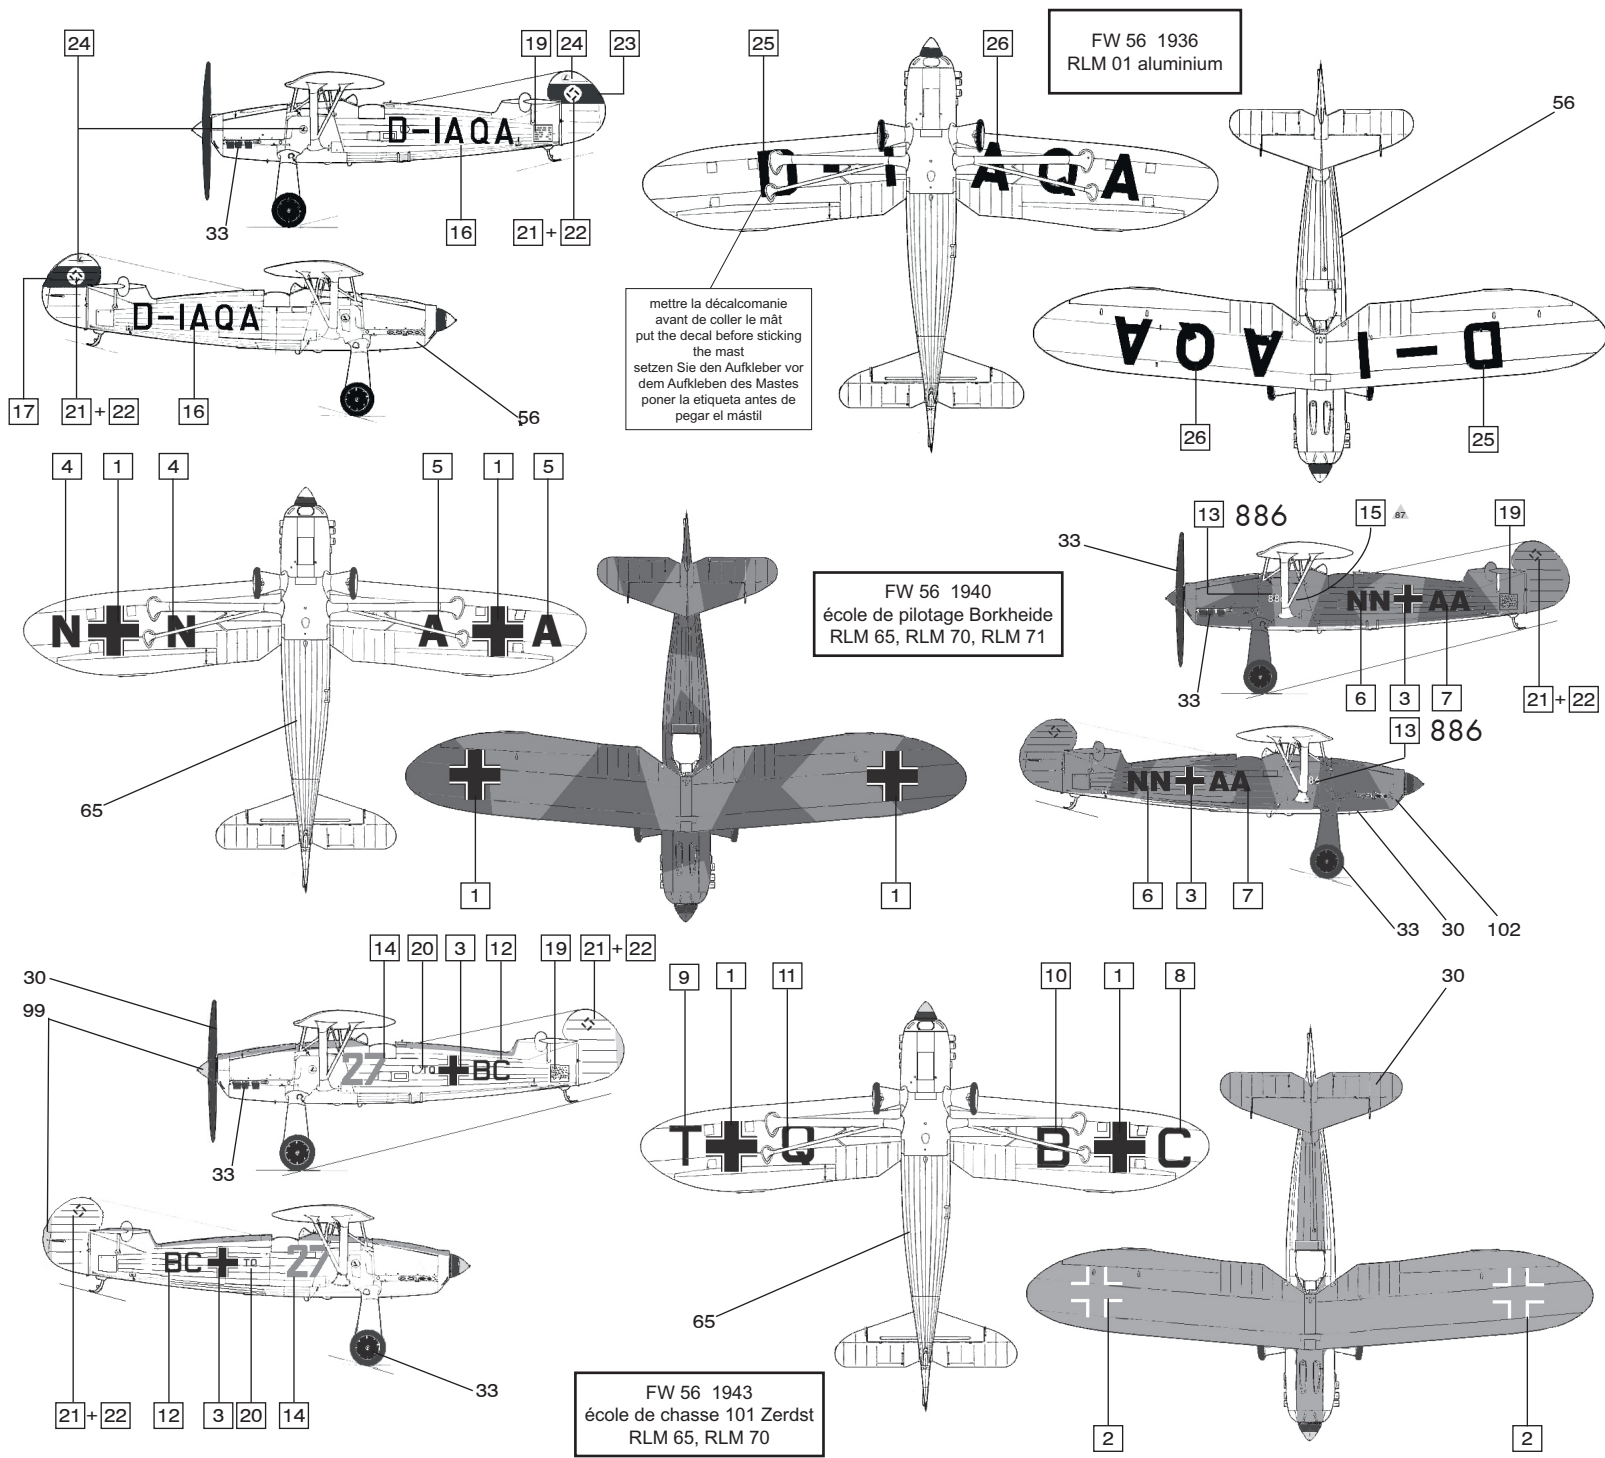 24
19
24
23
D-IAQA
33
16
21 + 22
D-IAQA
17
21 + 22
16
56
25
26
D-I AQA
mettre la décalcomanie
avant de coller le mât
put the decal before sticking
the mast
setzen Sie den Aufkleber vor
dem Aufkleben des Mastes
poner la etiqueta antes de
pegar el mástil
FW 56 1936
RLM 01 aluminium
56
D-I AQA
26
25
4
1
4
5
1
5
N N A A
65
FW 56 1940
école de pilotage Borkheide
RLM 65, RLM 70, RLM 71
1
1
13 886
15 87
19
33
886
NN AA
33
6
3
7
21 + 22
13 886
NN AA
6
3
7
33
30
102
14
20
3
12
19
21 + 22
30
99
27 TQ BC
33
BC TQ 27
21 + 22
12
3
20
14
33
FW 56 1943
école de chasse 101 Zerdst
RLM 65, RLM 70
9
1
11
10
1
8
T Q B C
65
30
2
2